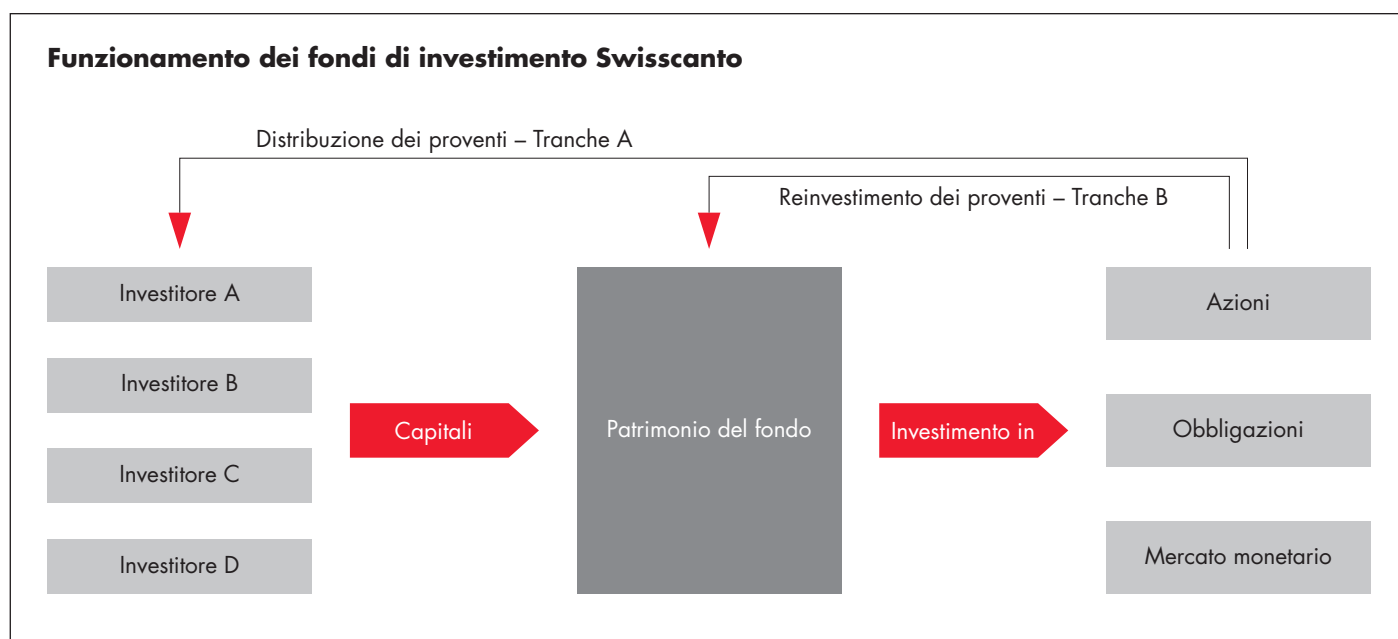 Funzionamento dei fondi di investimento Swisscanto
Distribuzione dei proventi – Tranche A
Reinvestimento dei proventi – Tranche B
Investitore A
Investitore B
Investitore C
Investitore D
Capitali
Patrimonio del fondo
Investimento in
Azioni
Obbligazioni
Mercato monetario